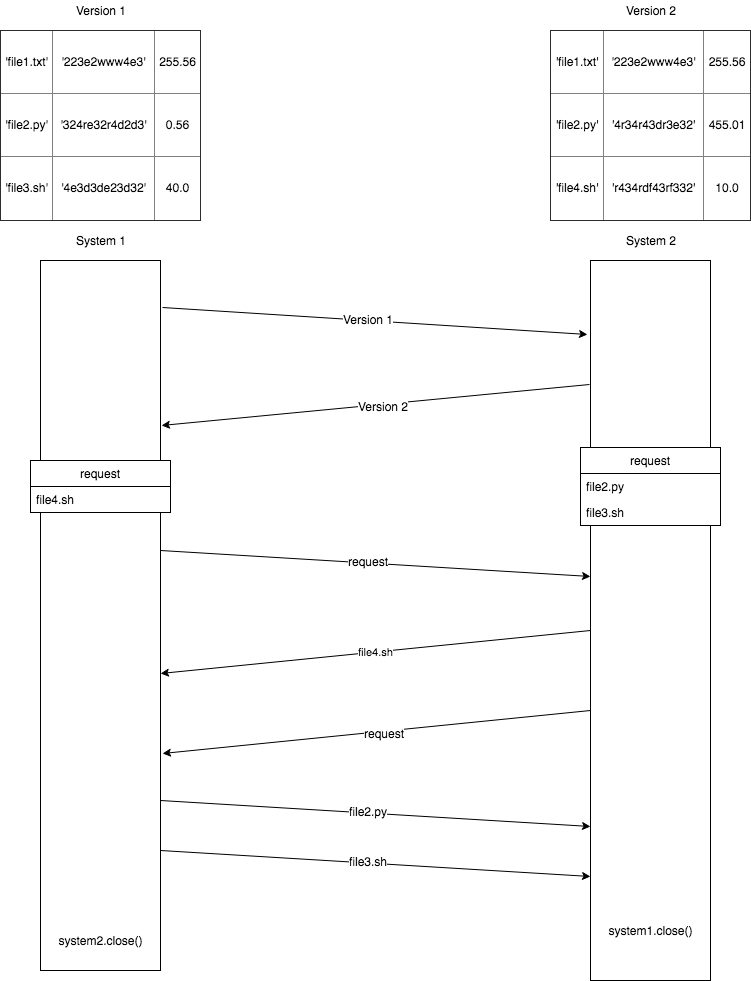 Version 1
Version 2
'file1.txt' '223e2www4e3' 255.56
'file2.py' '324re32r4d2d3' 0.56
'file3.sh' '4e3d3de23d32' 40.0
'file1.txt' '223e2www4e3' 255.56
'file2.py' '4r34r43dr3e32' 455.01
'file4.sh' 'r434rdf43rf332' 10.0
System 1
System 2
Version 1
Version 2
request
file4.sh
request
file2.py
file3.sh
request
file4.sh
request
file2.py
file3.sh
system2.close()
system1.close()